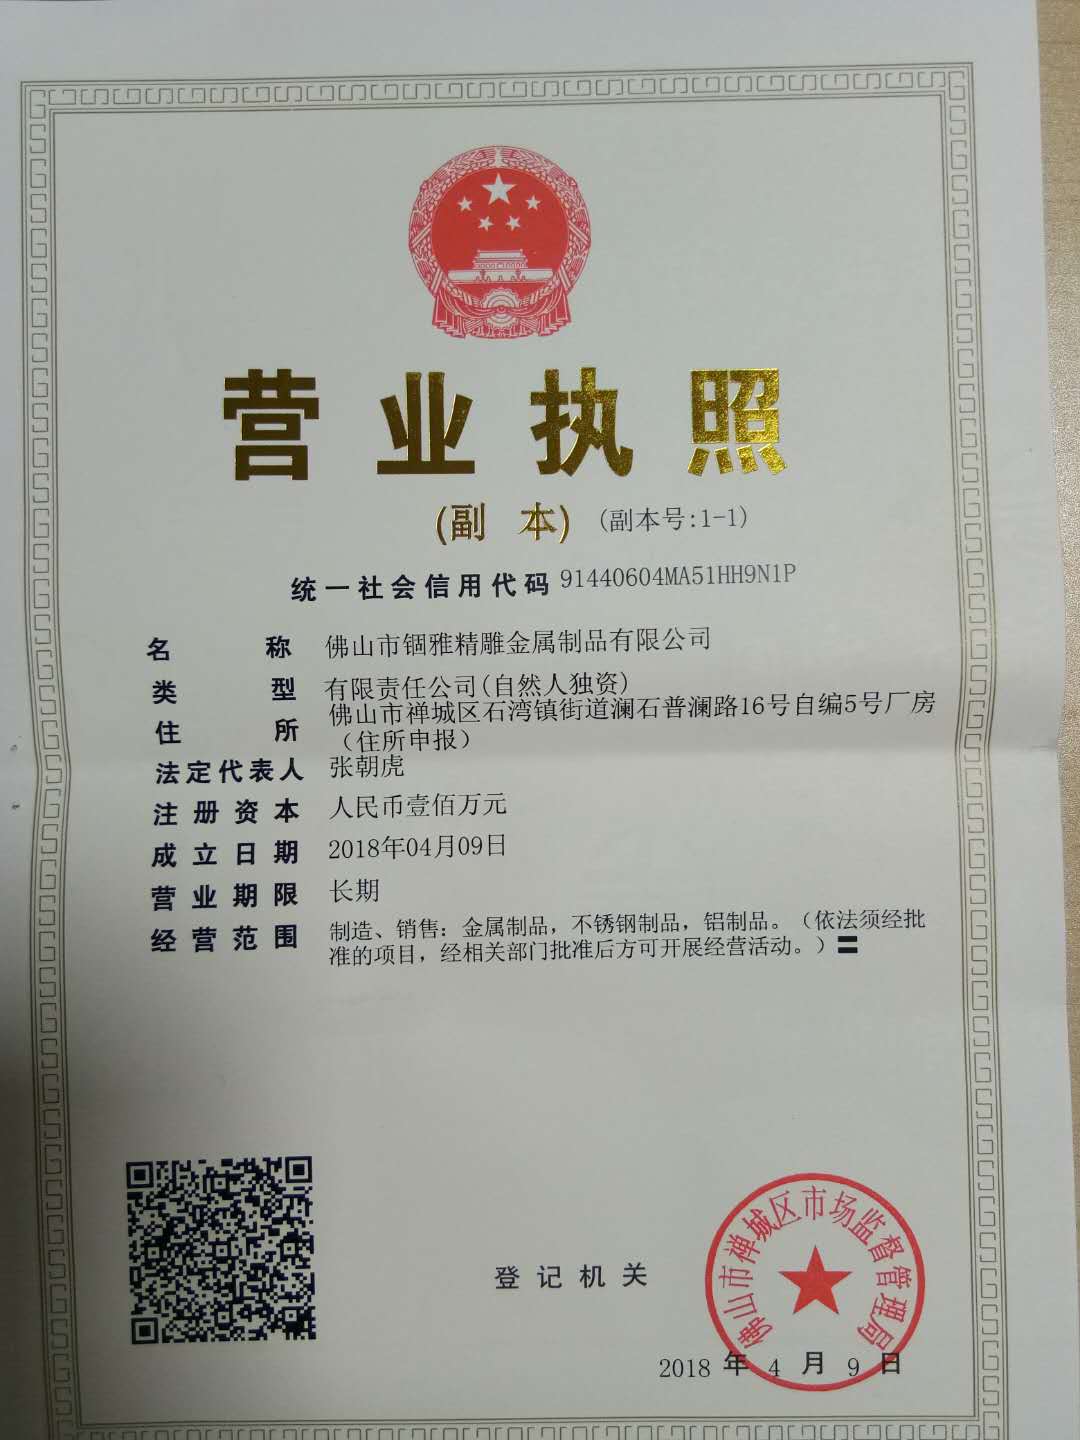 营业执照
(副 本) (副本号:1-1)
统一社会信用代码 91440604MA51HH9N1P
名 称 佛山市锢雅精雕金属制品有限公司
类 型 有限责任公司(自然人独资)
住 所 佛山市禅城区石湾镇街道澜石普澜路16号自编5号厂房
（住所申报）
法定代表人 张朝虎
注册资本 人民币壹佰万元
成立日期 2018年04月09日
营业期限 长期
经营范围 制造、销售：金属制品，不锈钢制品，铝制品。（依法须经批
准的项目，经相关部门批准后方可开展经营活动。）〓
登记机关
佛山市禅城区市场监督管理局
2018 年 4 月 9 日